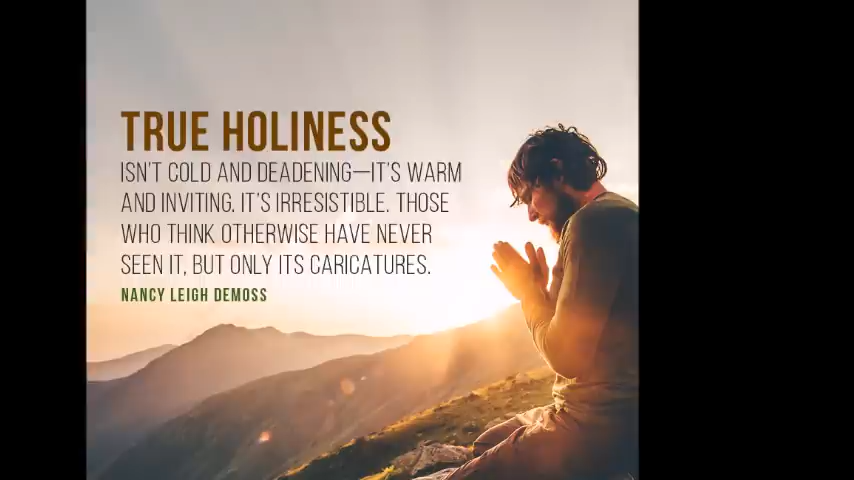 TRUE HOLINESS
ISN'T COLD AND DEADENING—IT'S WARM
AND INVITING. IT'S IRRESISTIBLE. THOSE
WHO THINK OTHERWISE HAVE NEVER
SEEN IT, BUT ONLY ITS CARICATURES.
NANCY LEIGH DEMOSS